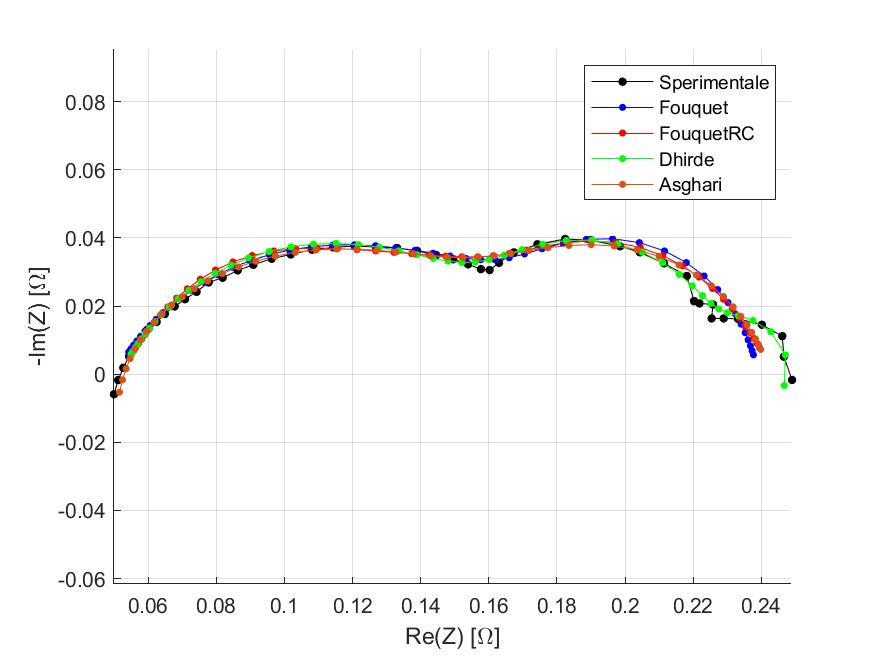 Sperimentale
Fouquet
FouquetRC
Dhirde
Asghari
0.08
0.06
0.04
0.02
0
-0.02
-0.04
-0.06
-Im(Z) [Ω]
0.06 0.08 0.1 0.12 0.14 0.16 0.18 0.2 0.22 0.24
Re(Z) [Ω]